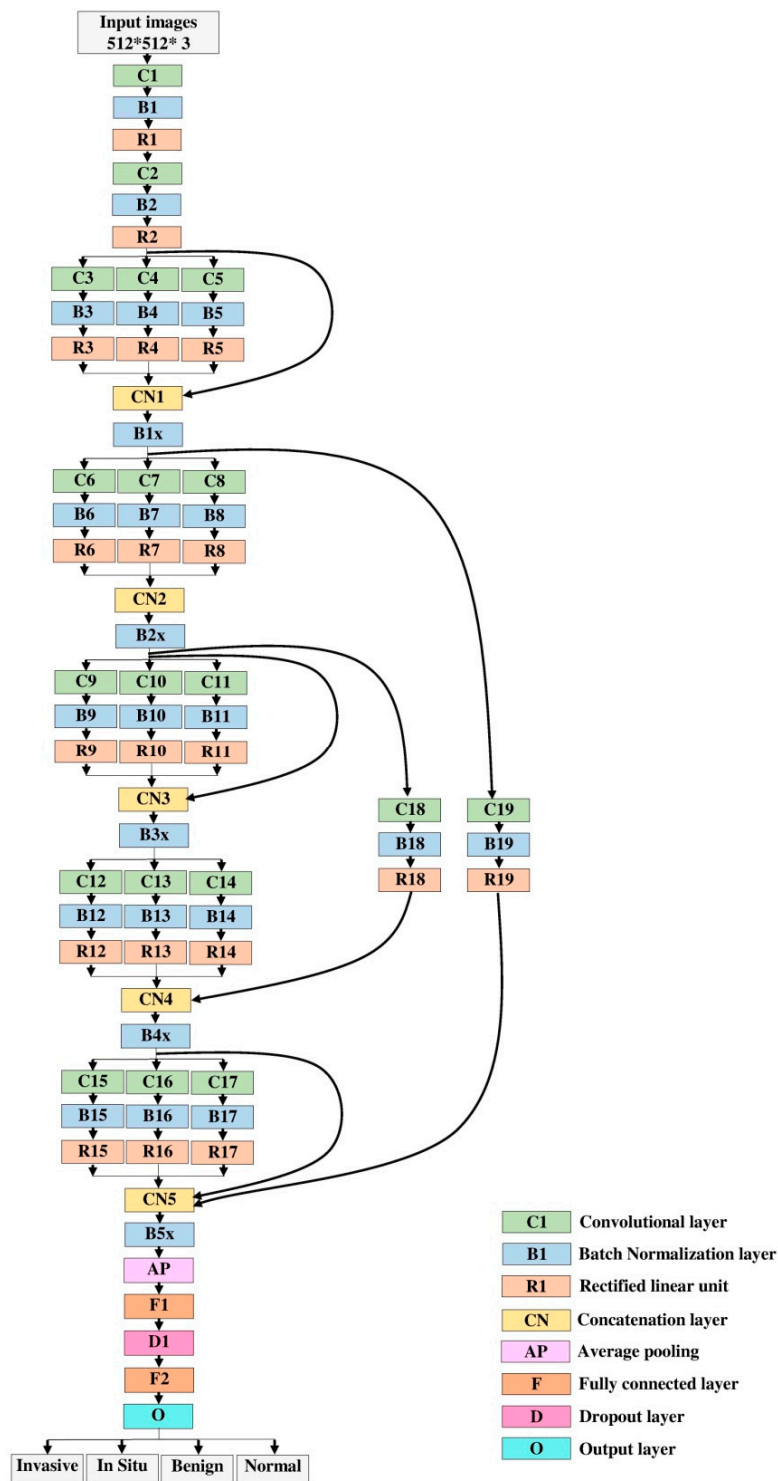 Input images
512*512* 3
C1
B1
R1
C2
B2
R2
C3 C4 C5
B3 B4 B5
R3 R4 R5
CN1
B1x
C6 C7 C8
B6 B7 B8
R6 R7 R8
CN2
B2x
C9 C10 C11
B9 B10 B11
R9 R10 R11
CN3
C18 C19
B3x
B18 B19
R18 R19
C12 C13 C14
B12 B13 B14
R12 R13 R14
CN4
B4x
C15 C16 C17
B15 B16 B17
R15 R16 R17
CN5
B5x
AP
F1
D1
F2
O
Invasive In Situ Benign Normal
C1 Convolutional layer
B1 Batch Normalization layer
R1 Rectified linear unit
CN Concatenation layer
AP Average pooling
F Fully connected layer
D Dropout layer
O Output layer